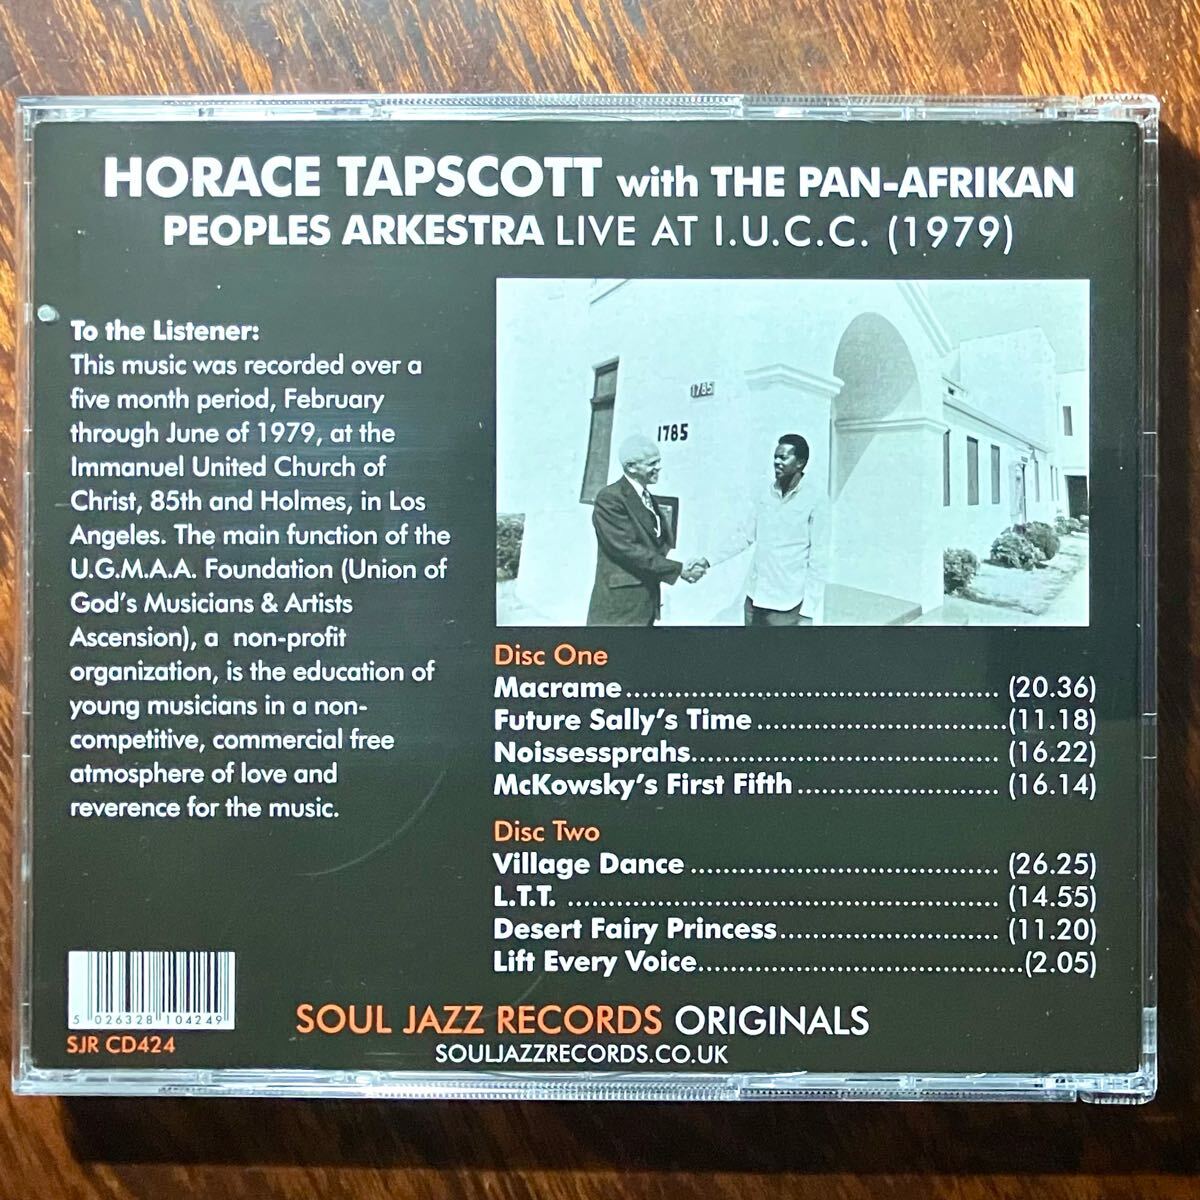 HORACE TAPSCOTT with THE PAN-AFRIKAN
PEOPLES ARKESTRA LIVE AT I.U.C.C. (1979)
To the Listener:
This music was recorded over a
five month period, February
through June of 1979, at the
Immanuel United Church of
Christ, 85th and Holmes, in Los
Angeles. The main function of the
U.G.M.A.A. Foundation (Union of
God's Musicians & Artists
Ascension), a non-profit
organization, is the education of
young musicians in a non-
competitive, commercial free
atmosphere of love and
reverence for the music.
1785
1785
Disc One
Macrame (20.36)
Future Sally's Time (11.18)
Noissessprahs (16.22)
McKowsky's First Fifth (16.14)
Disc Two
Village Dance (26.25)
L.T.T. (14.55)
Desert Fairy Princess (11.20)
Lift Every Voice (2.05)
5 026328 104249
SJR CD424
SOUL JAZZ RECORDS ORIGINALS
SOULJAZZRECORDS.CO.UK